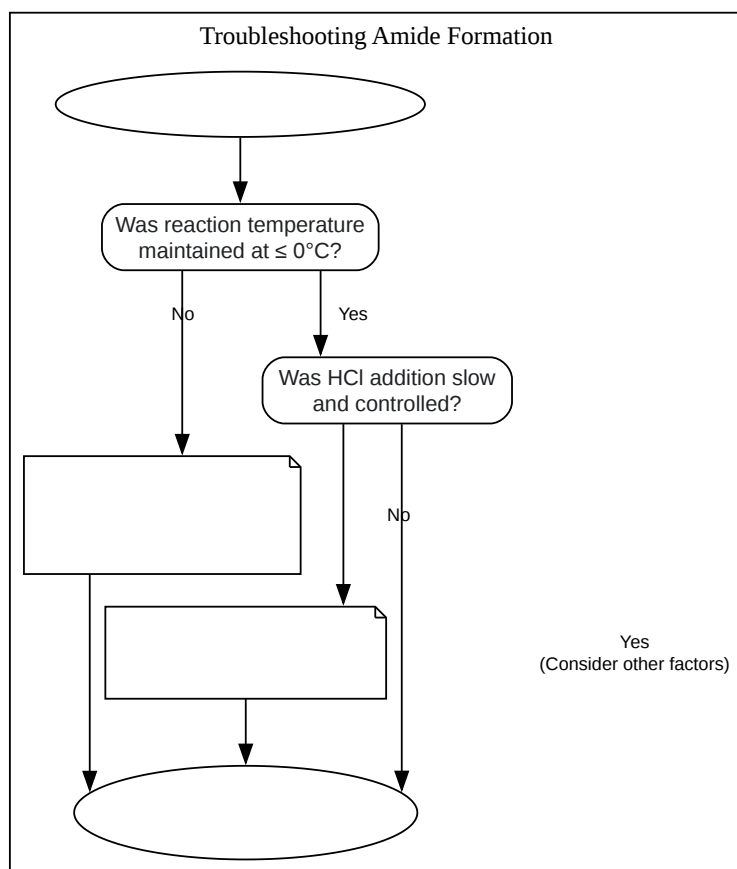 Troubleshooting Amide Formation
Was reaction temperature
maintained at ≤ 0°C?
No
Yes
Was HCl addition slow
and controlled?
No
Yes
(Consider other factors)